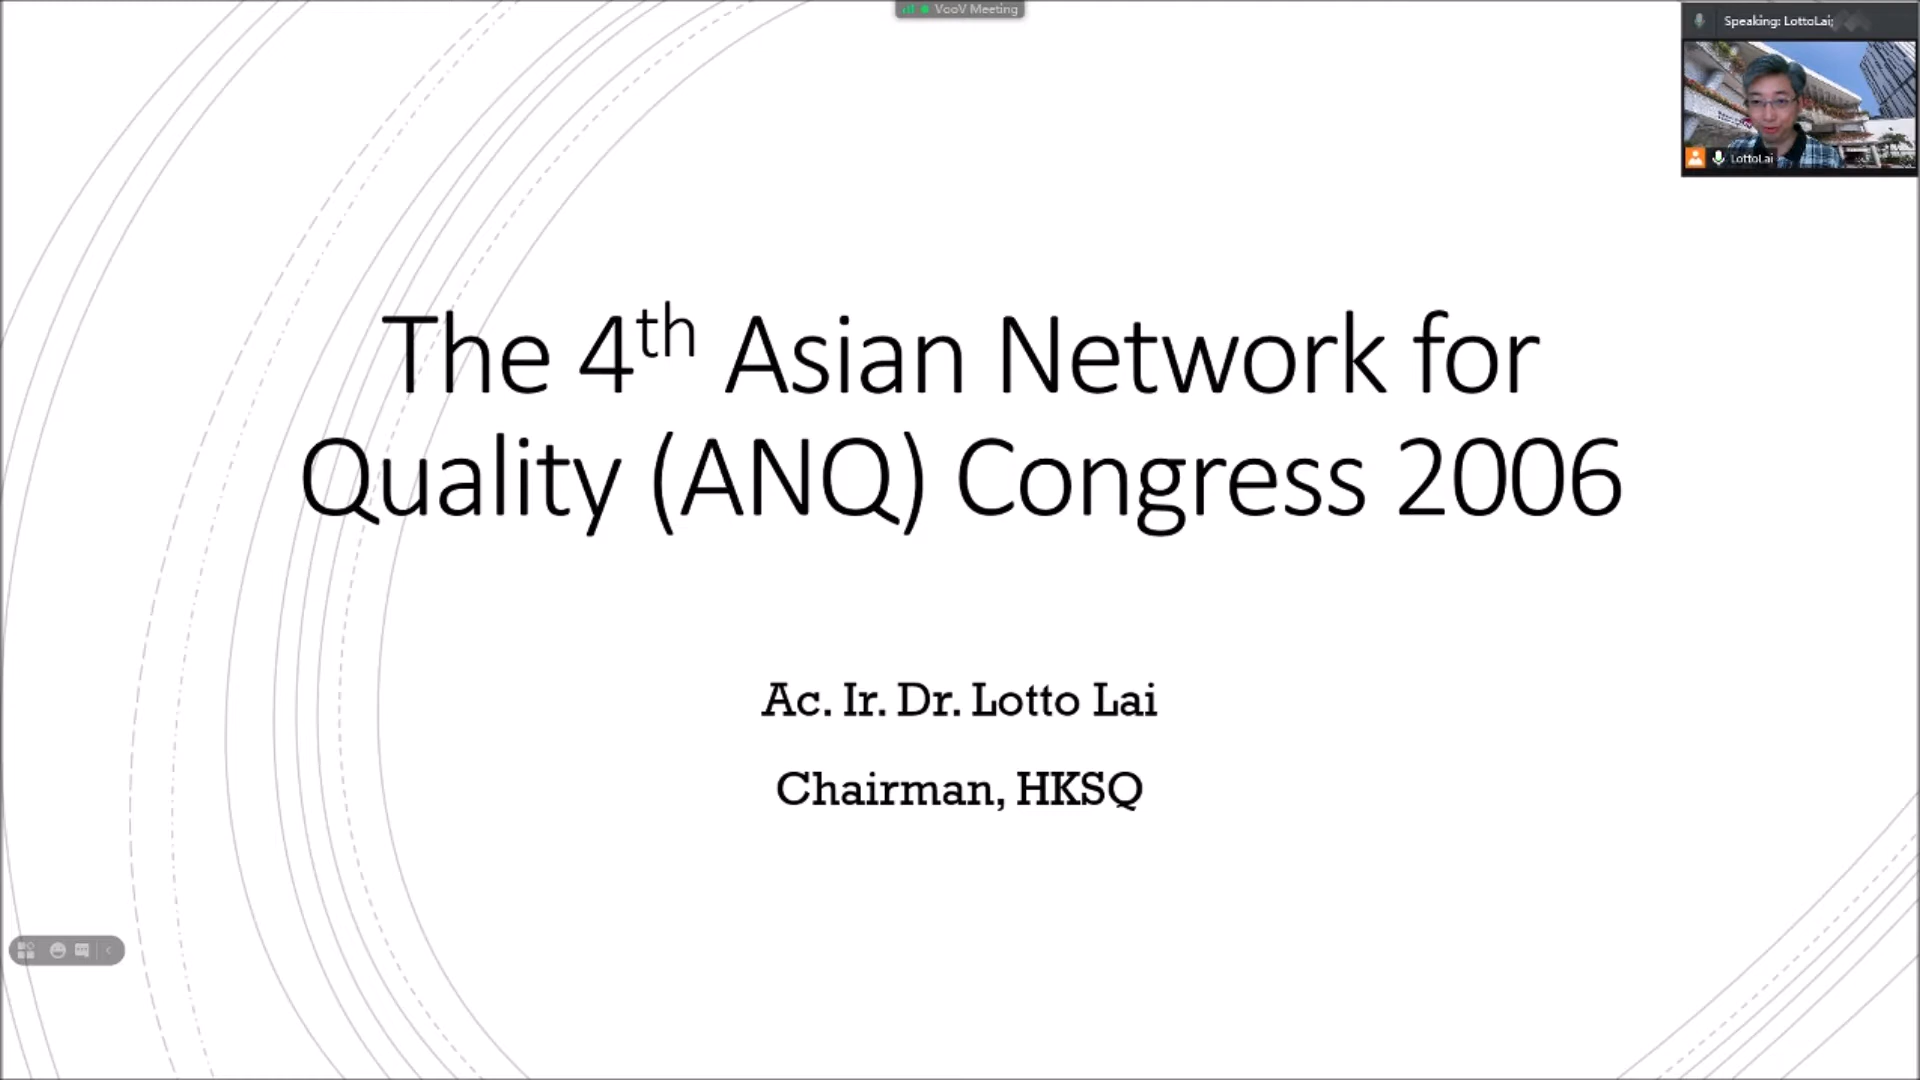 VooV Meeting
Speaking: LottoLai;
LottoLai
The 4th Asian Network for
Quality (ANQ) Congress 2006
Ac. Ir. Dr. Lotto Lai
Chairman, HKSQ